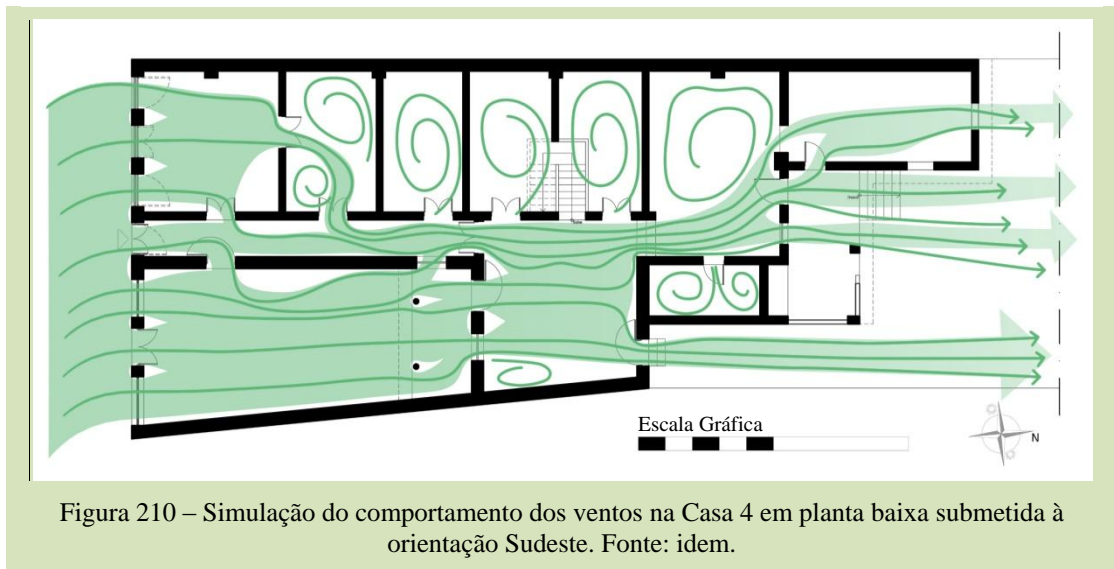 Escala Gráfica
N
Figura 210 – Simulação do comportamento dos ventos na Casa 4 em planta baixa submetida à
orientação Sudeste. Fonte: idem.